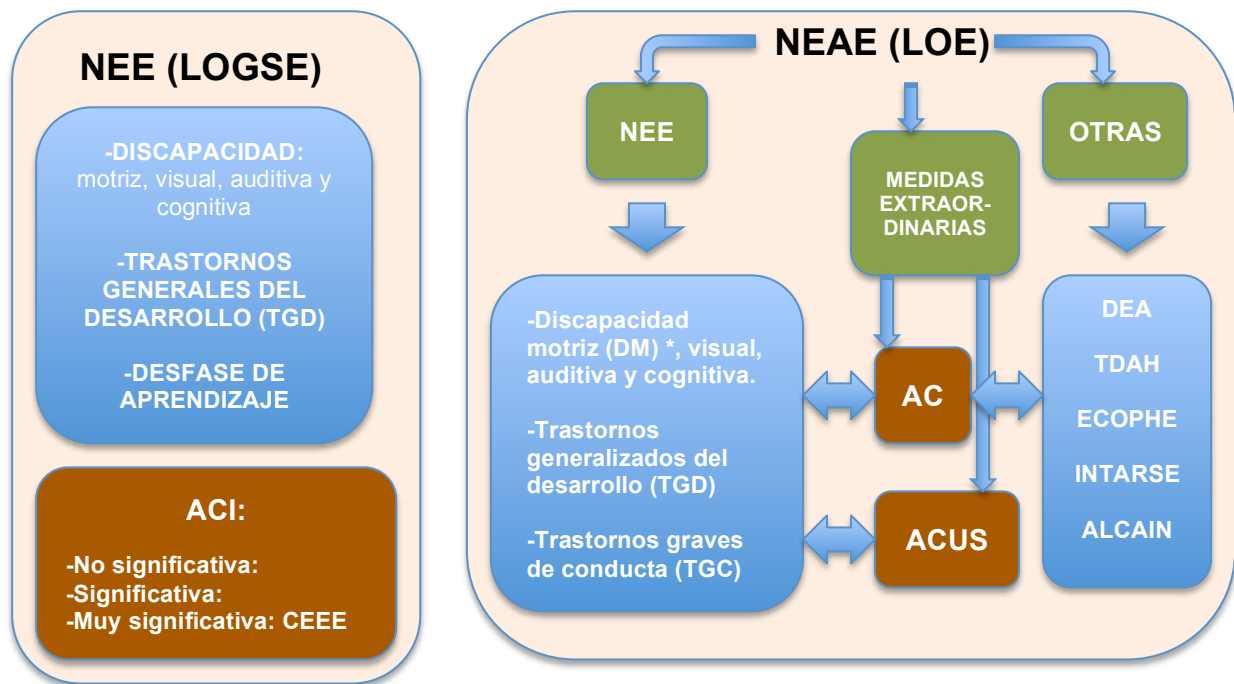 NEE (LOGSE)
-DISCAPACIDAD:
motriz, visual, auditiva y
cognitiva
-TRASTORNOS
GENERALES DEL
DESARROLLO (TGD)
-DESFASE DE
APRENDIZAJE
ACI:
-No significativa:
-Significativa:
-Muy significativa: CEEE
NEAE (LOE)
NEE
MEDIDAS
EXTRAOR-
DINARIAS
OTRAS
-Discapacidad
motriz (DM) *, visual,
auditiva y cognitiva.
-Trastornos
generalizados del
desarrollo (TGD)
-Trastornos graves
de conducta (TGC)
AC
ACUS
DEA
TDAH
ECOPHE
INTARSE
ALCAIN